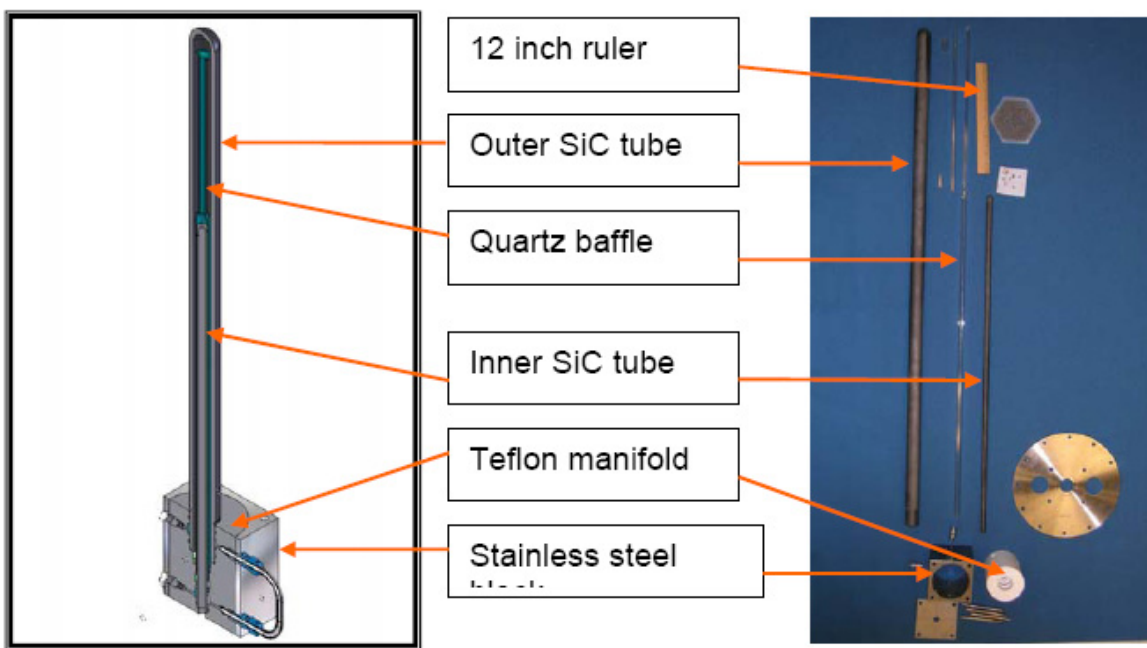 12 inch ruler
Outer SiC tube
Quartz baffle
Inner SiC tube
Teflon manifold
Stainless steel